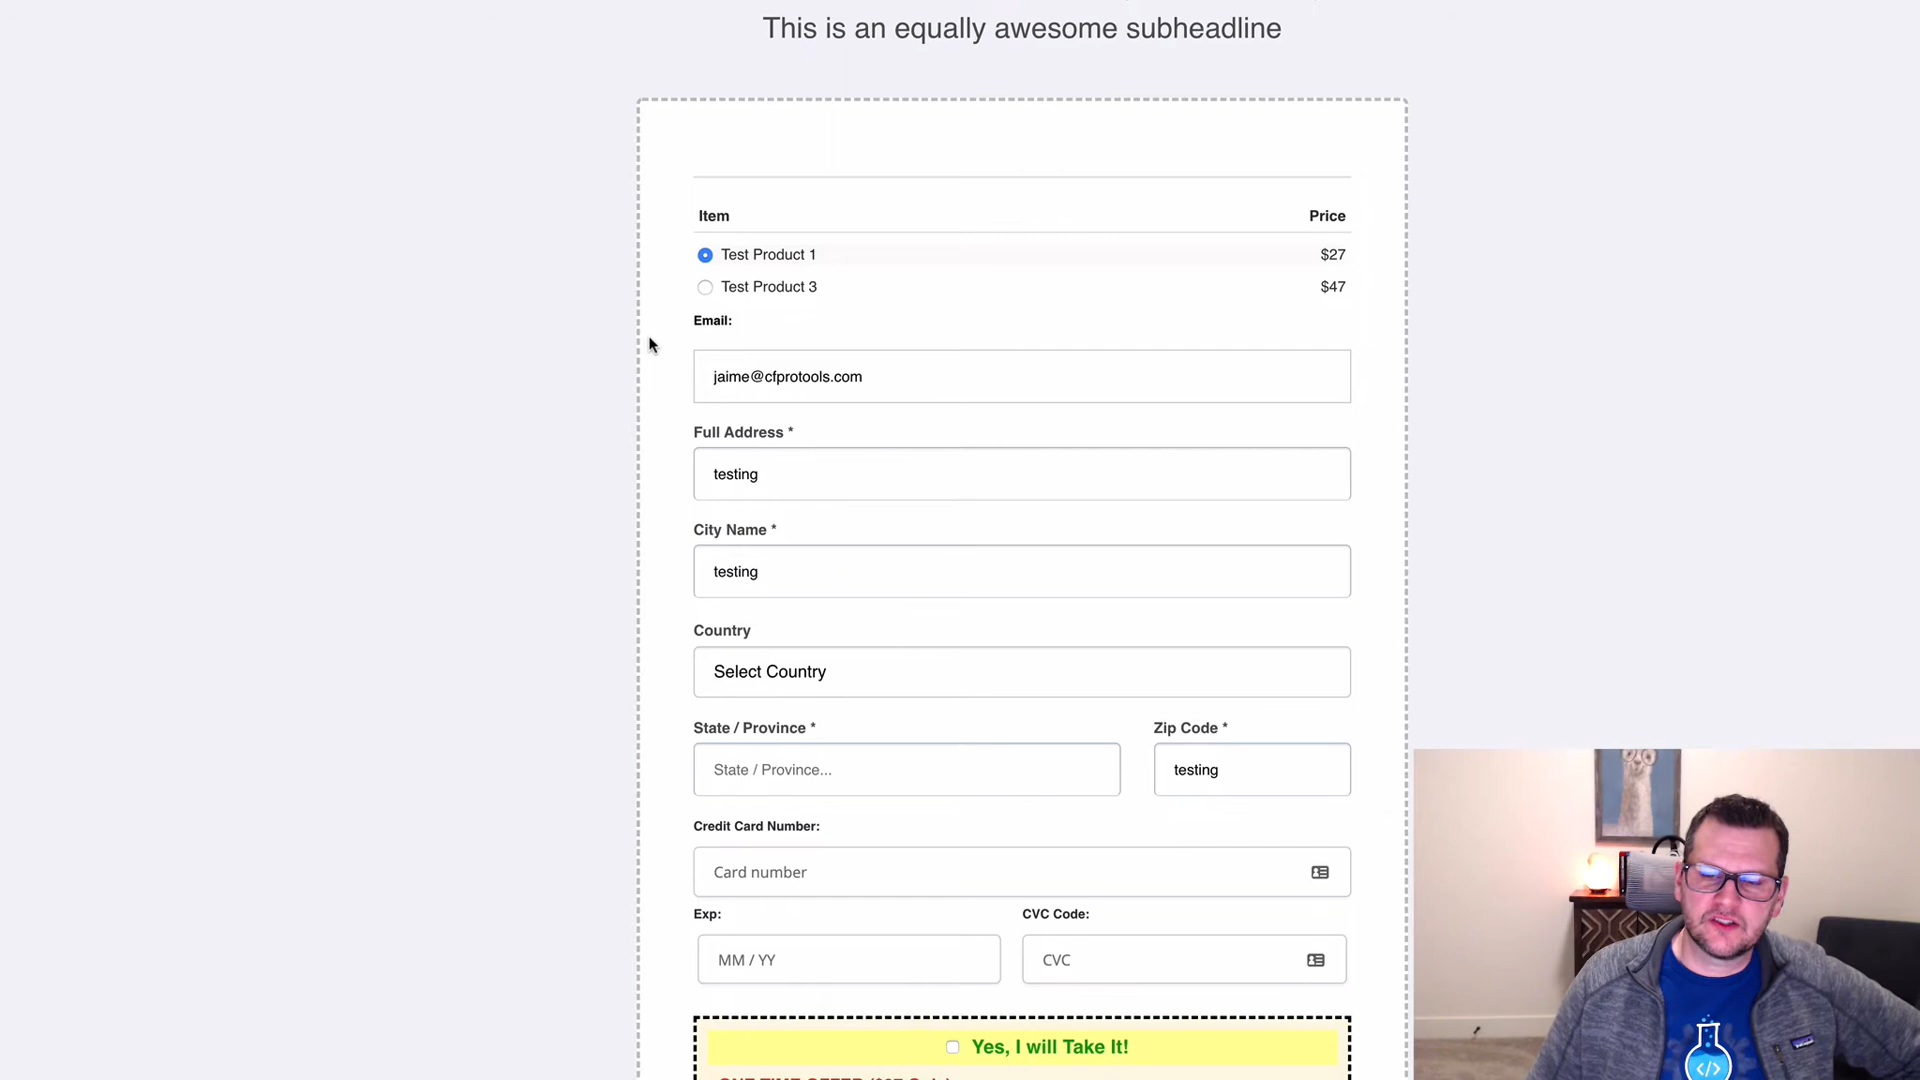 This is an equally awesome subheadline
Item Price
Test Product 1 $27
Test Product 3 $47
Email:
jaime@cfprotools.com
Full Address *
testing
City Name *
testing
Country
Select Country
State / Province * Zip Code *
State / Province... testing
Credit Card Number:
Card number
Exp: CVC Code:
MM / YY CVC
Yes, I will Take It!